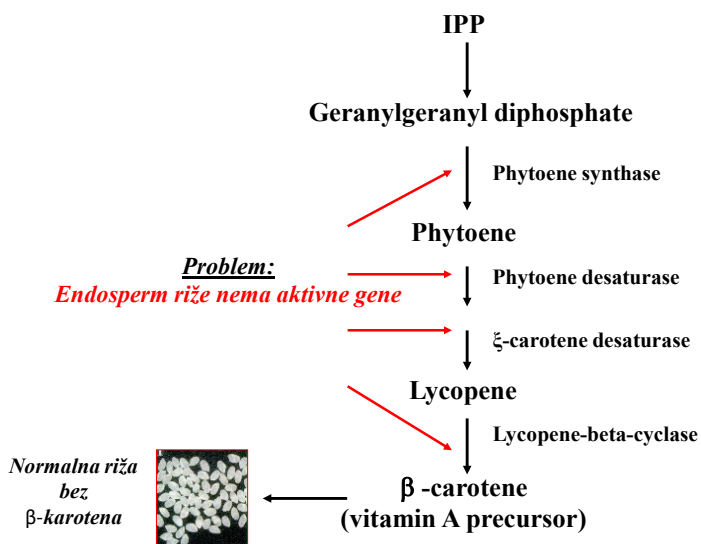 IPP
Geranylgeranyl diphosphate
Phytoene synthase
Phytoene
Problem:
Endosperm riže nema aktivne gene
Phytoene desaturase
ξ-carotene desaturase
Lycopene
Lycopene-beta-cyclase
Normalna riža
bez
β-karotena
β -carotene
(vitamin A precursor)